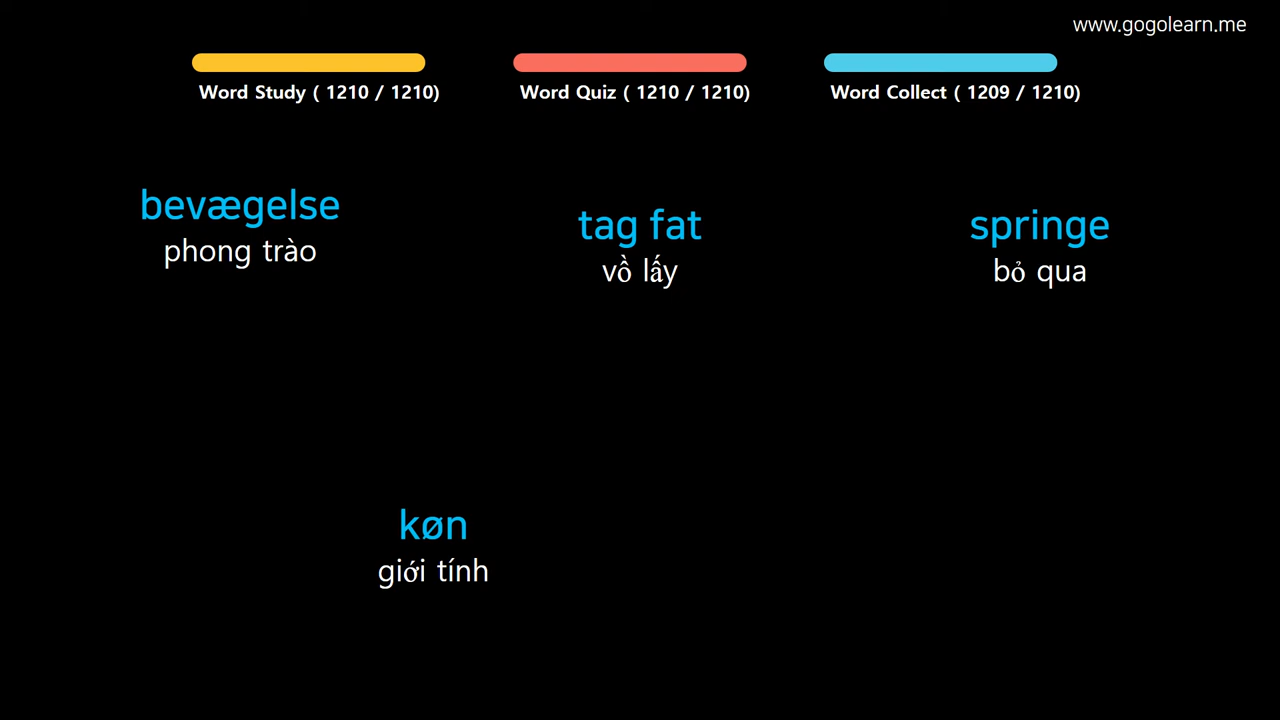 www.gogolearn.me
Word Study ( 1210 / 1210)
Word Quiz ( 1210 / 1210)
Word Collect ( 1209 / 1210)
bevægelse
phong trào
tag fat
vồ lấy
springe
bỏ qua
køn
giới tính